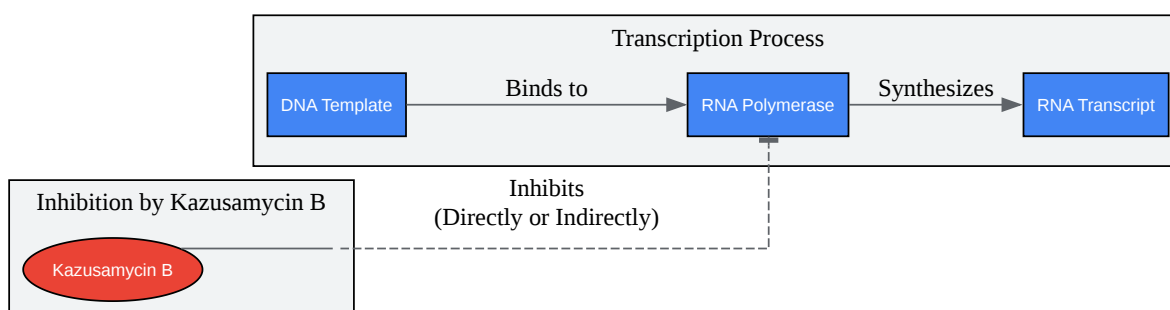 Transcription Process
DNA Template
Binds to
RNA Polymerase
Synthesizes
RNA Transcript
Inhibition by Kazusamycin B
Inhibits
(Directly or Indirectly)
Kazusamycin B